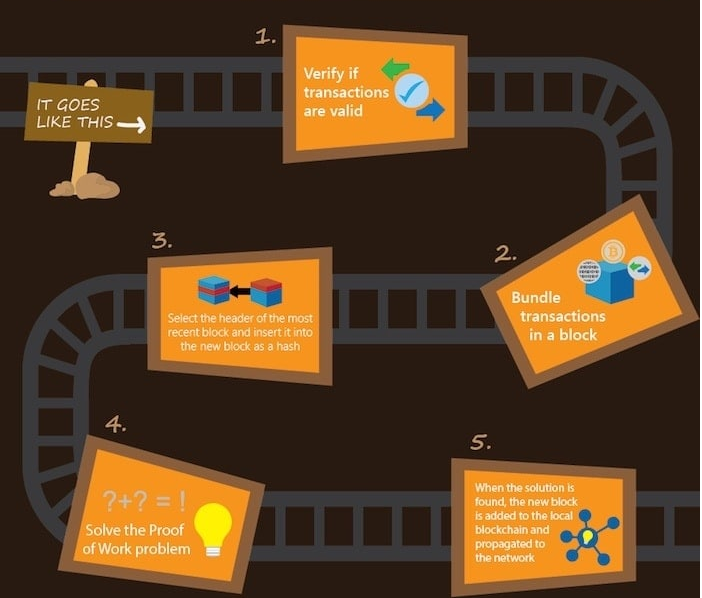 IT GOES
LIKE THIS
1.
Verify if
transactions
are valid
2.
Bundle
transactions
in a block
3.
Select the header of the most
recent block and insert it into
the new block as a hash
4.
?+? = !
Solve the Proof
of Work problem
5.
When the solution is
found, the new block
is added to the local
blockchain and
propagated to
the network